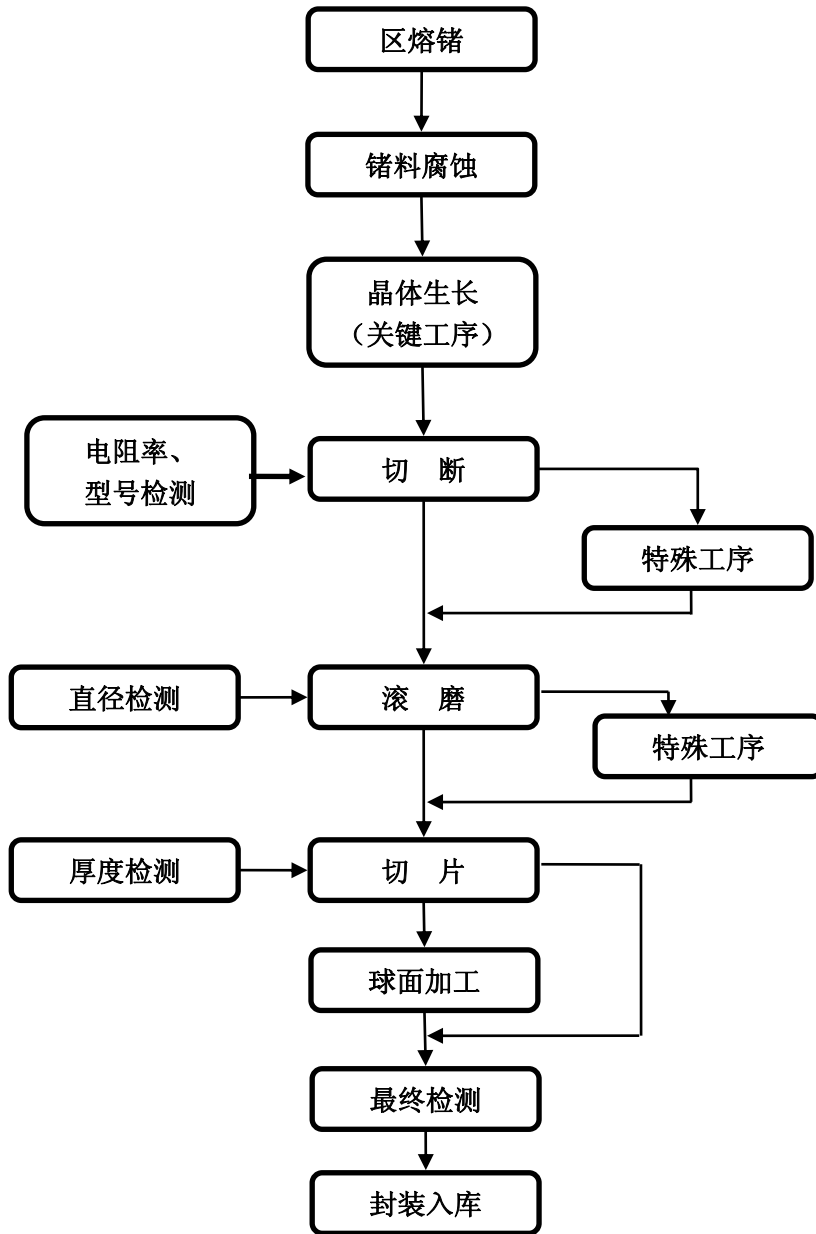 区熔锗
锗料腐蚀
晶体生长
（关键工序）
电阻率、
型号检测
切　断
特殊工序
直径检测
滚　磨
特殊工序
厚度检测
切　片
球面加工
最终检测
封装入库